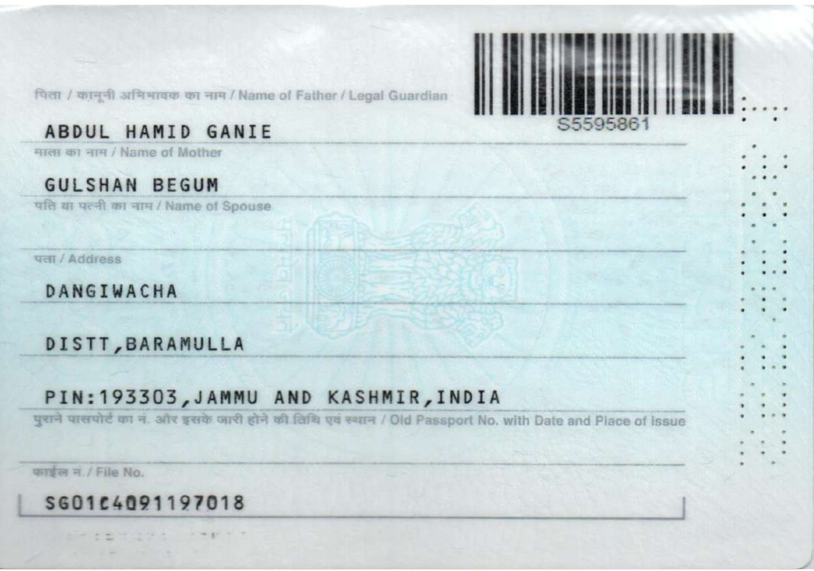 पिता / कानूनी अभिभावक का नाम / Name of Father / Legal Guardian
S5595861
ABDUL HAMID GANIE
माता का नाम / Name of Mother
GULSHAN BEGUM
पति या पत्नी का नाम / Name of Spouse
पता / Address
DANGIWACHA
DISTT,BARAMULLA
PIN:193303,JAMMU AND KASHMIR,INDIA
पुराने पासपोर्ट का नं. और इसके जारी होने की तिथि एवं स्थान / Old Passport No. with Date and Place of issue
फाईल नं./ File No.
SG01C4091197018